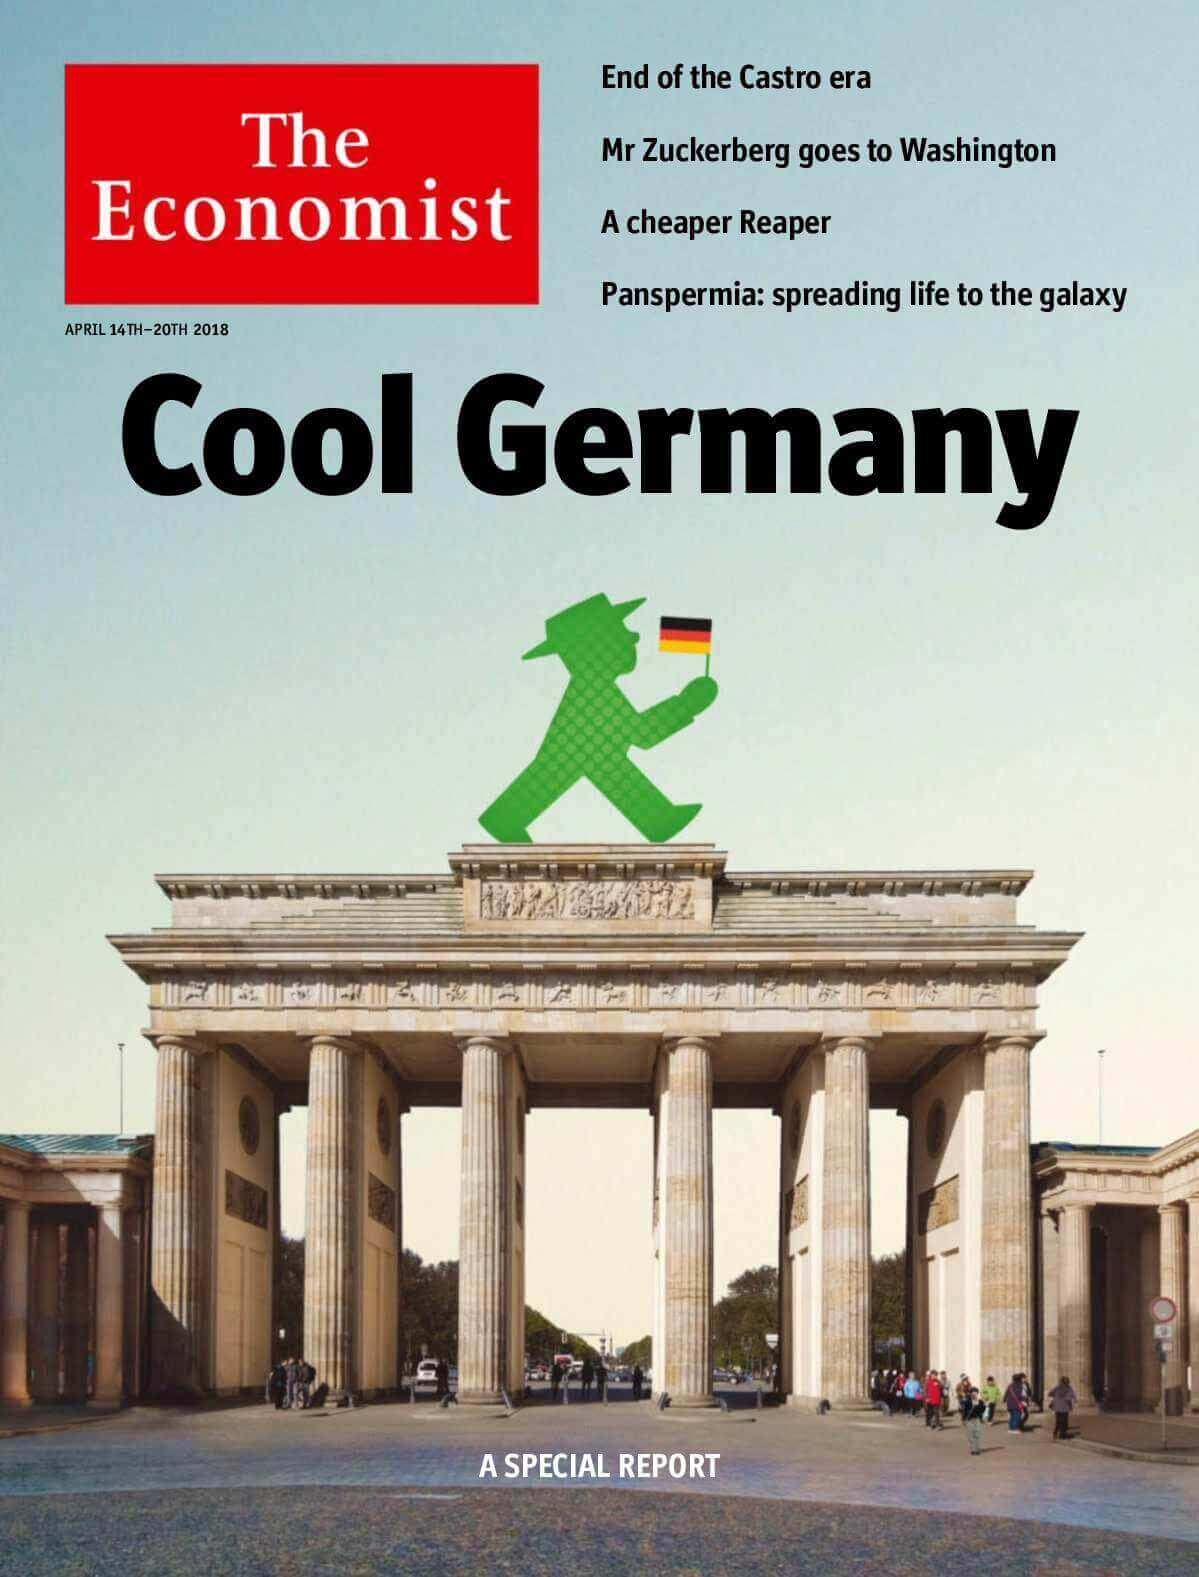 The
Economist
End of the Castro era
Mr Zuckerberg goes to Washington
A cheaper Reaper
Panspermia: spreading life to the galaxy
APRIL 14TH–20TH 2018
Cool Germany
A SPECIAL REPORT